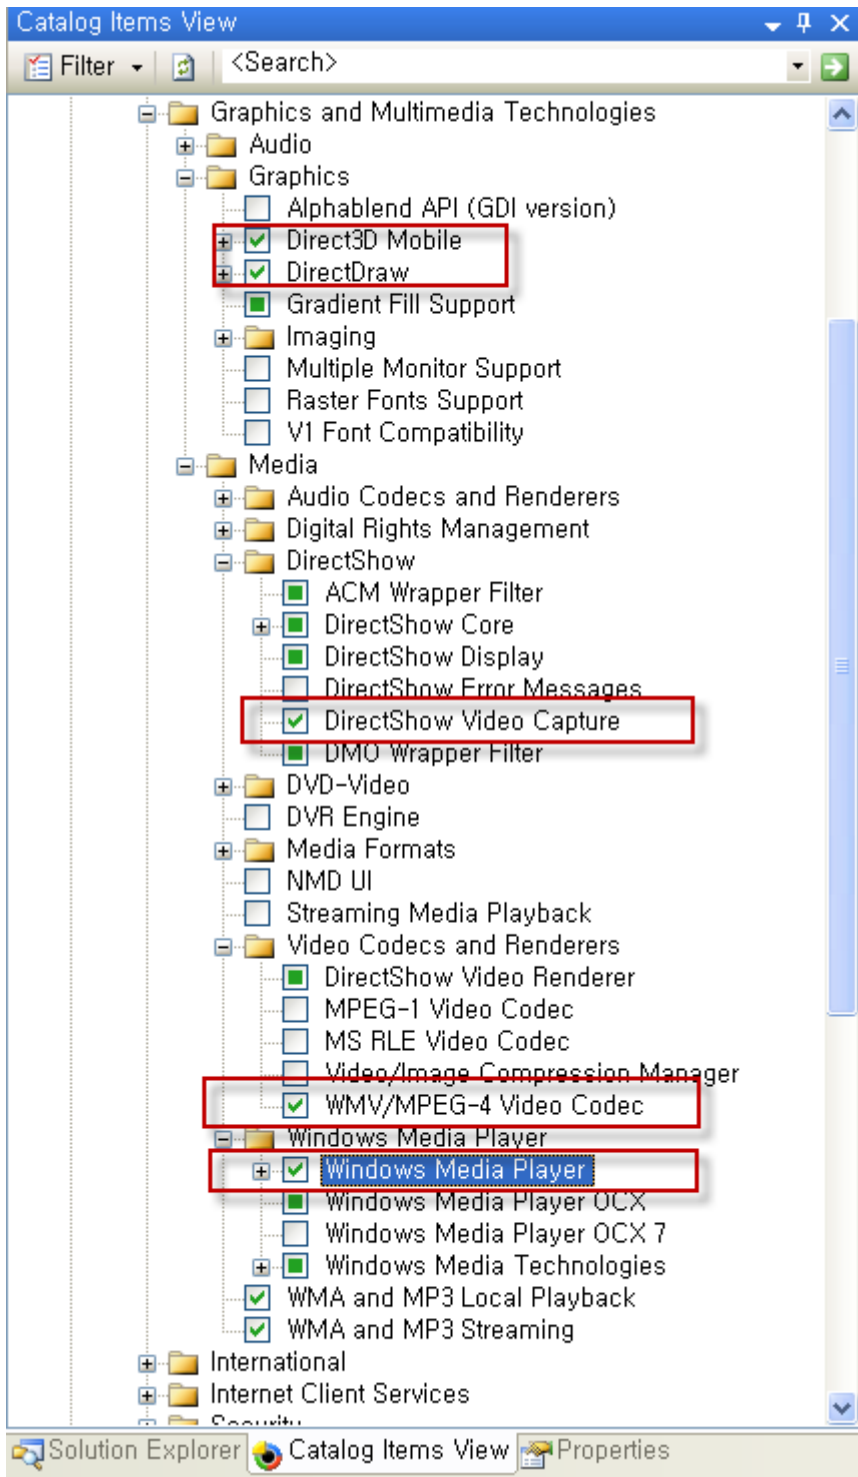 Catalog Items View
Filter
<Search>
Graphics and Multimedia Technologies
Audio
Graphics
Alphablend API (GDI version)
Direct3D Mobile
DirectDraw
Gradient Fill Support
Imaging
Multiple Monitor Support
Raster Fonts Support
V1 Font Compatibility
Media
Audio Codecs and Renderers
Digital Rights Management
DirectShow
ACM Wrapper Filter
DirectShow Core
DirectShow Display
DirectShow Error Messages
DirectShow Video Capture
DMO Wrapper Filter
DVD-Video
DVR Engine
Media Formats
NMD UI
Streaming Media Playback
Video Codecs and Renderers
DirectShow Video Renderer
MPEG-1 Video Codec
MS RLE Video Codec
Video/Image Compression Manager
WMV/MPEG-4 Video Codec
Windows Media Player
Windows Media Player
Windows Media Player OCX
Windows Media Player OCX 7
Windows Media Technologies
WMA and MP3 Local Playback
WMA and MP3 Streaming
International
Internet Client Services
Security
Solution Explorer
Catalog Items View
Properties